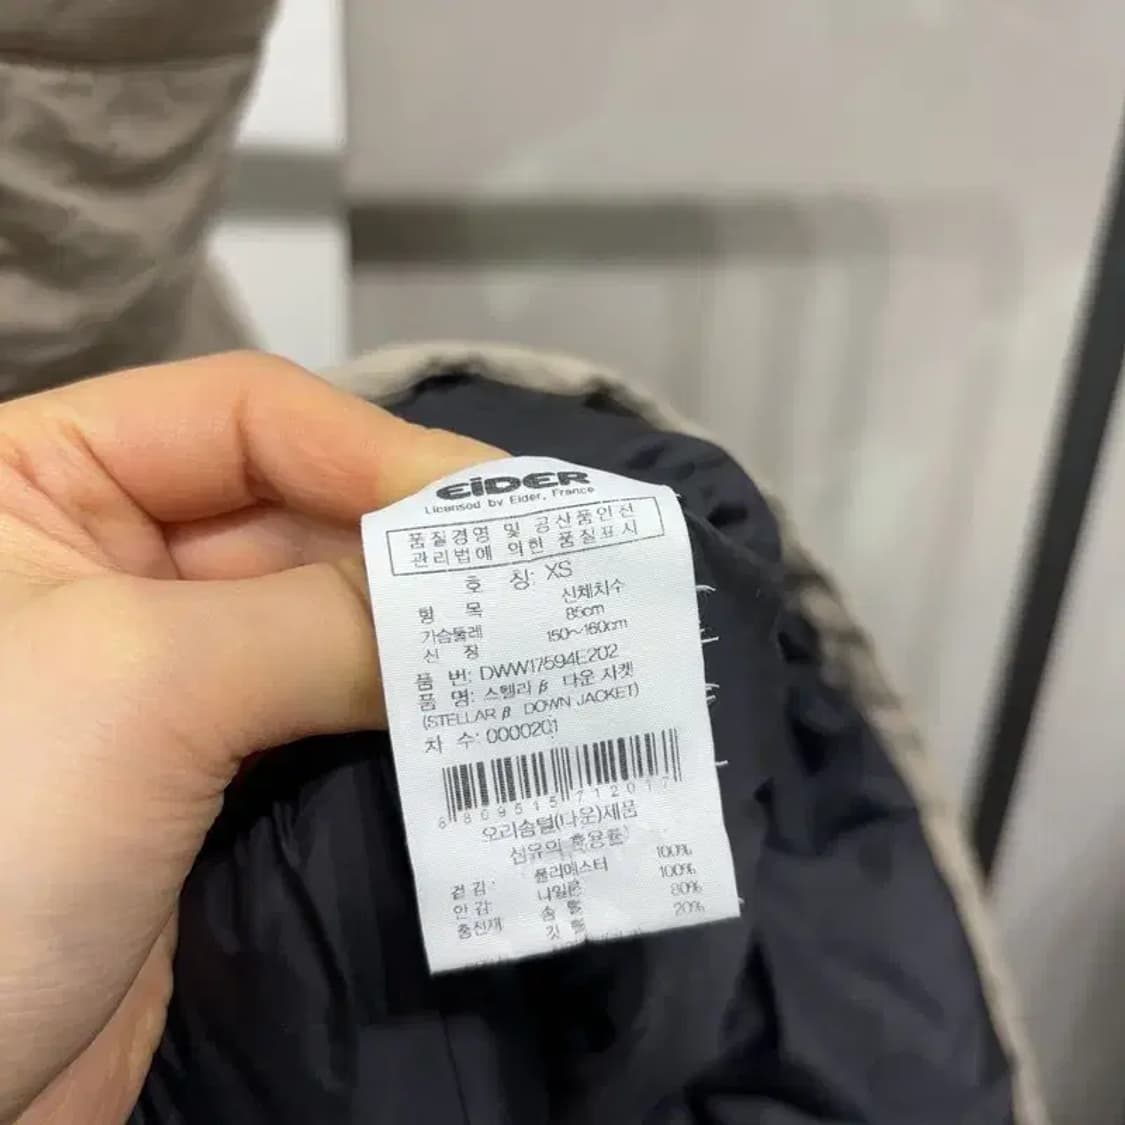 EiDER
Licensed by Eider, France
품질경영 및 공산품안전
관리법에 의한 품질표시
호 칭: XS
항 목 신체치수
가슴둘레 85cm
신 장 150~160cm
품 번: DWW17594E202
품 명: 스텔라 β 다운 자켓
(STELLAR β DOWN JACKET)
차 수: 0000201
8809515712017
오리솜털(다운)제품
섬유의 혼용률
겉감 폴리에스터 100%
안감 나일론 100%
충전재 솜털 80%
깃털 20%